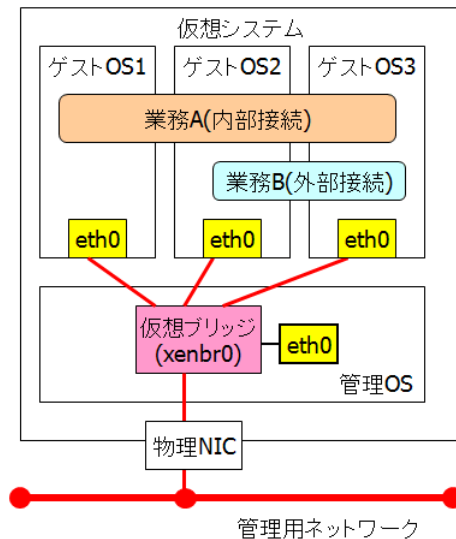 仮想システム
ゲストOS1
ゲストOS2
ゲストOS3
業務A(内部接続)
業務B(外部接続)
eth0
eth0
eth0
仮想ブリッジ
(xenbr0)
eth0
管理OS
物理NIC
管理用ネットワーク